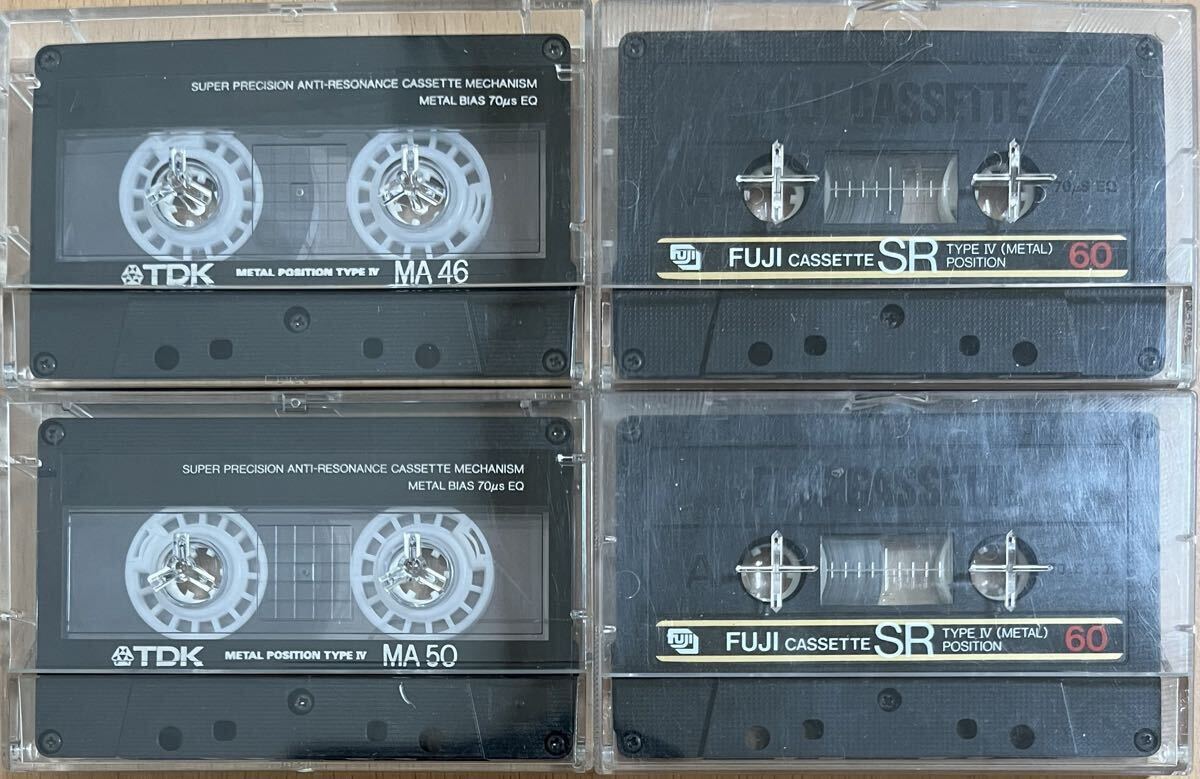 SUPER PRECISION ANTI-RESONANCE CASSETTE MECHANISM
METAL BIAS 70µs EQ
TDK METAL POSITION TYPE IV MA 46
CASSETTE
70µS EQ
FUJI FUJI CASSETTE SR TYPE IV (METAL) POSITION 60
SUPER PRECISION ANTI-RESONANCE CASSETTE MECHANISM
METAL BIAS 70µs EQ
TDK METAL POSITION TYPE IV MA 50
CASSETTE
A
FUJI FUJI CASSETTE SR TYPE IV (METAL) POSITION 60